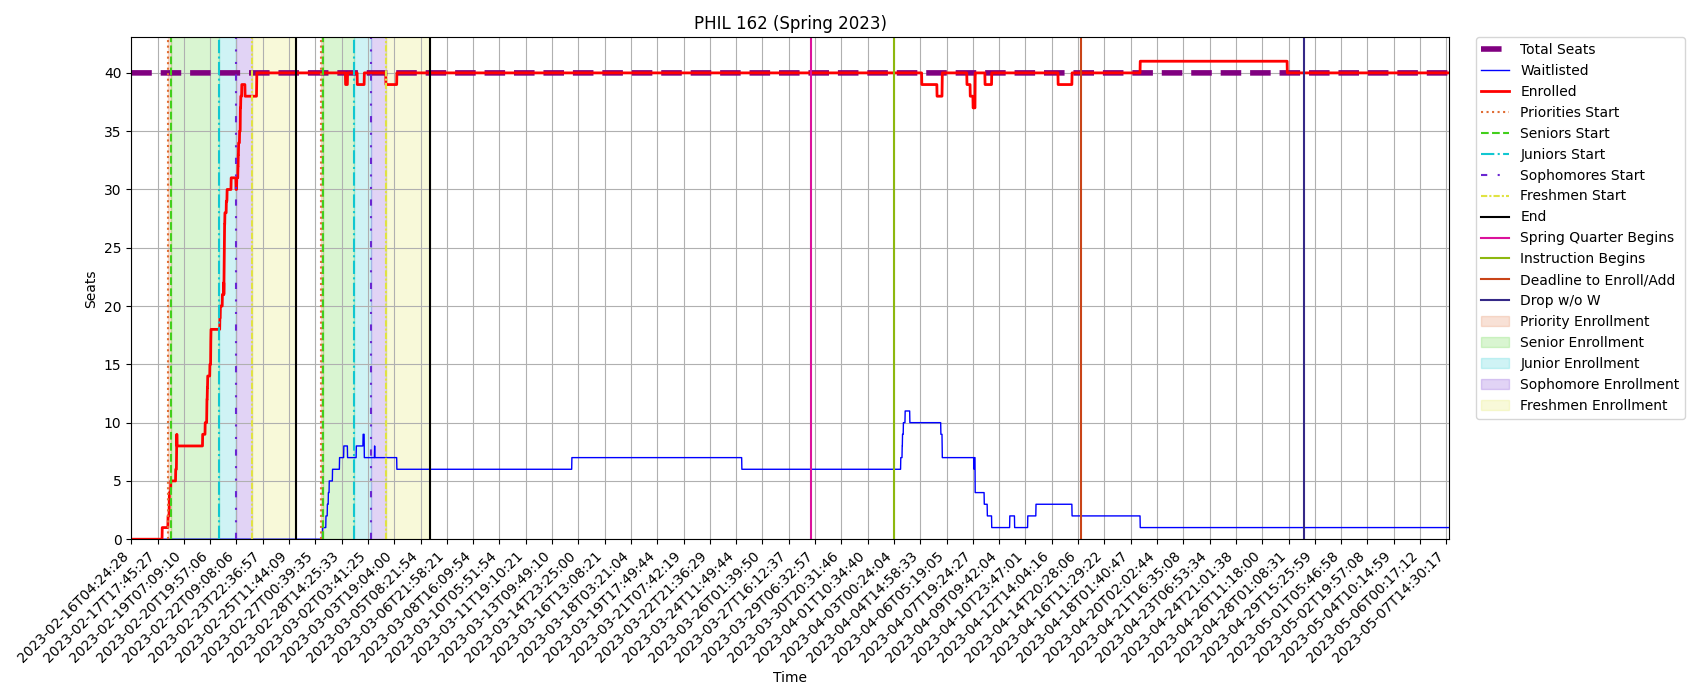 PHIL 162 (Spring 2023)
Seats
40
35
30
25
20
15
10
5
0
2023-02-16T04:24:28
2023-02-17T17:45:27
2023-02-19T07:09:10
2023-02-20T19:57:06
2023-02-22T09:08:06
2023-02-23T22:36:57
2023-02-25T11:44:09
2023-02-27T00:39:35
2023-02-28T14:25:33
2023-03-02T03:41:25
2023-03-03T19:04:00
2023-03-05T08:21:54
2023-03-06T21:58:21
2023-03-08T16:09:54
2023-03-10T05:51:54
2023-03-11T19:10:21
2023-03-13T09:49:10
2023-03-14T23:25:00
2023-03-16T13:08:21
2023-03-18T03:21:04
2023-03-19T17:49:44
2023-03-21T07:42:19
2023-03-22T21:36:29
2023-03-24T11:49:44
2023-03-26T01:39:50
2023-03-27T16:12:37
2023-03-29T06:32:57
2023-03-30T20:31:46
2023-04-01T10:34:40
2023-04-03T00:24:04
2023-04-04T14:58:33
2023-04-06T05:19:05
2023-04-07T19:24:27
2023-04-09T09:42:04
2023-04-10T23:47:01
2023-04-12T14:04:16
2023-04-14T20:28:06
2023-04-16T11:29:22
2023-04-18T01:40:47
2023-04-20T02:02:44
2023-04-21T16:35:08
2023-04-23T06:53:34
2023-04-24T21:01:38
2023-04-26T11:18:00
2023-04-28T01:08:31
2023-04-29T15:25:59
2023-05-01T05:46:58
2023-05-02T19:57:08
2023-05-04T10:14:59
2023-05-06T00:17:12
2023-05-07T14:30:17
Time
Total Seats
Waitlisted
Enrolled
Priorities Start
Seniors Start
Juniors Start
Sophomores Start
Freshmen Start
End
Spring Quarter Begins
Instruction Begins
Deadline to Enroll/Add
Drop w/o W
Priority Enrollment
Senior Enrollment
Junior Enrollment
Sophomore Enrollment
Freshmen Enrollment